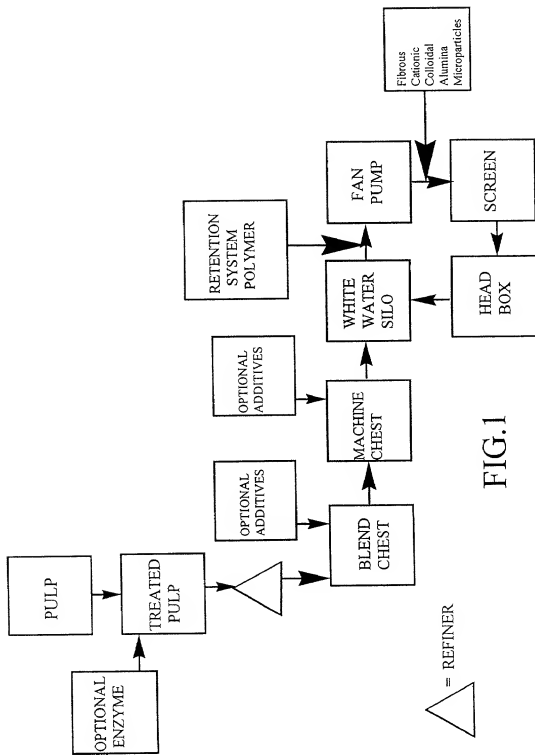 PULP
OPTIONAL
ENZYME
TREATED
PULP
OPTIONAL
ADDITIVES
OPTIONAL
ADDITIVES
BLEND
CHEST
MACHINE
CHEST
RETENTION
SYSTEM
POLYMER
WHITE
WATER
SILO
FAN
PUMP
Fibrous
Cationic
Colloidal
Alumina
Microparticles
SCREEN
HEAD
BOX
= REFINER
FIG.1